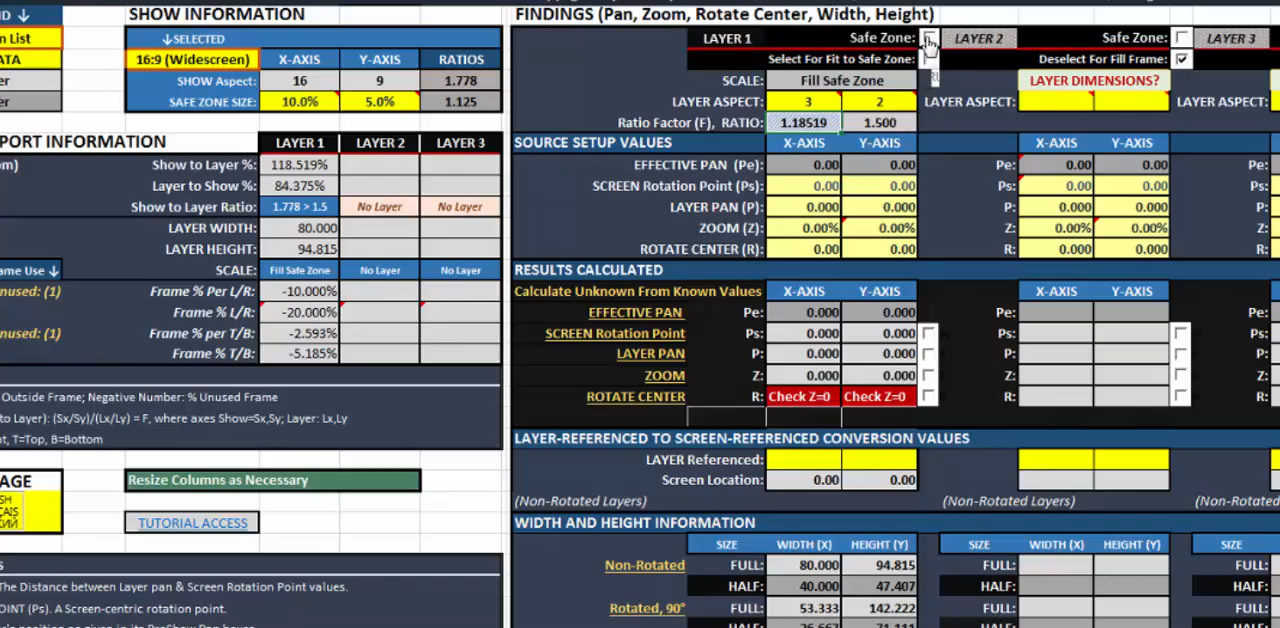 ND ↓ SHOW INFORMATION FINDINGS (Pan, Zoom, Rotate Center, Width, Height)
n List ↓SELECTED LAYER 1 Safe Zone: LAYER 2 Safe Zone: LAYER 3
ATA 16:9 (Widescreen) X-AXIS Y-AXIS RATIOS Select For Fit to Safe Zone: Deselect For Fill Frame:
er SHOW Aspect: 16 9 1.778 SCALE: Fill Safe Zone LAYER DIMENSIONS?
er SAFE ZONE SIZE: 10.0% 5.0% 1.125 LAYER ASPECT: 3 2 LAYER ASPECT: LAYER ASPECT:
Ratio Factor (F), RATIO: 1.18519 1.500
PORT INFORMATION LAYER 1 LAYER 2 LAYER 3 SOURCE SETUP VALUES X-AXIS Y-AXIS X-AXIS Y-AXIS
om) Show to Layer %: 118.519% EFFECTIVE PAN (Pe): 0.00 0.00 Pe: 0.00 0.00 Pe:
Layer to Show %: 84.375% SCREEN Rotation Point (Ps): 0.00 0.00 Ps: 0.00 0.00 Ps:
Show to Layer Ratio: 1.778 > 1.5 No Layer No Layer LAYER PAN (P): 0.000 0.000 P: 0.000 0.000 P:
LAYER WIDTH: 80.000 ZOOM (Z): 0.00% 0.00% Z: 0.00% 0.00% Z:
LAYER HEIGHT: 94.815 ROTATE CENTER (R): 0.00 0.00 R: 0.000 0.000 R:
ame Use ↓ SCALE: Fill Safe Zone No Layer No Layer RESULTS CALCULATED
nused: (1) Frame % Per L/R: -10.000% Calculate Unknown From Known Values X-AXIS Y-AXIS X-AXIS Y-AXIS
Frame % L/R: -20.000% EFFECTIVE PAN Pe: 0.000 0.000 Pe: Pe:
nused: (1) Frame % per T/B: -2.593% SCREEN Rotation Point Ps: 0.000 0.000 Ps: Ps:
Frame % T/B: -5.185% LAYER PAN P: 0.000 0.000 P: P:
ZOOM Z: 0.000 0.000 Z: Z:
Outside Frame; Negative Number: % Unused Frame ROTATE CENTER R: Check Z=0 Check Z=0 R: R:
to Layer): (Sx/Sy)/(Lx/Ly) = F, where axes Show=Sx,Sy; Layer: Lx,Ly
nt, T=Top, B=Bottom LAYER-REFERENCED TO SCREEN-REFERENCED CONVERSION VALUES
LAYER Referenced:
AGE Resize Columns as Necessary Screen Location: 0.00 0.00
SH (Non-Rotated Layers) (Non-Rotated Layers) (Non-Rotated
ÇAIS
КИЙ TUTORIAL ACCESS WIDTH AND HEIGHT INFORMATION
SIZE WIDTH (X) HEIGHT (Y) SIZE WIDTH (X) HEIGHT (Y) SIZE
S Non-Rotated FULL: 80.000 94.815 FULL: FULL:
The Distance between Layer pan & Screen Rotation Point values. HALF: 40.000 47.407 HALF: HALF:
OINT (Ps). A Screen-centric rotation point. Rotated, 90° FULL: 53.333 142.222 FULL: FULL:
HALF: 26.667 71.111 HALF: HALF: